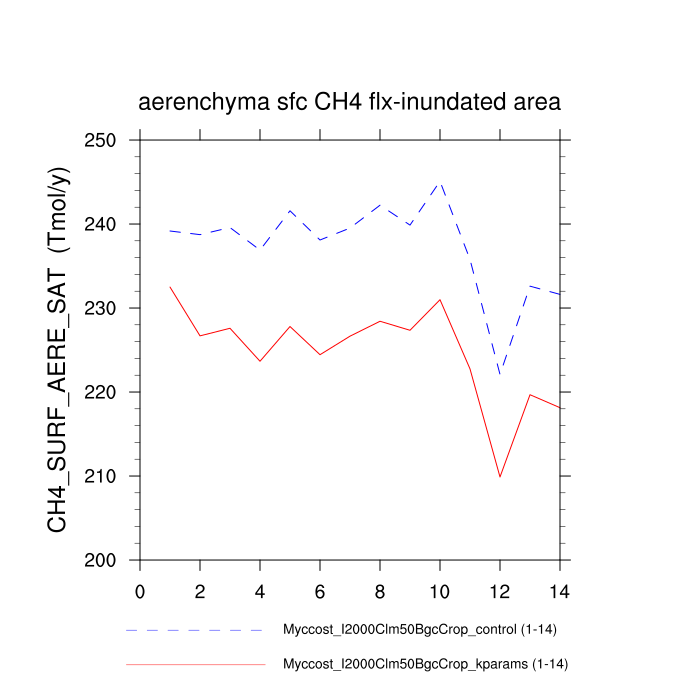 aerenchyma sfc CH4 flx-inundated area
CH4_SURF_AERE_SAT (Tmol/y)
250
240
230
220
210
200
0 2 4 6 8 10 12 14
Myccost_I2000Clm50BgcCrop_control (1-14)
Myccost_I2000Clm50BgcCrop_kparams (1-14)